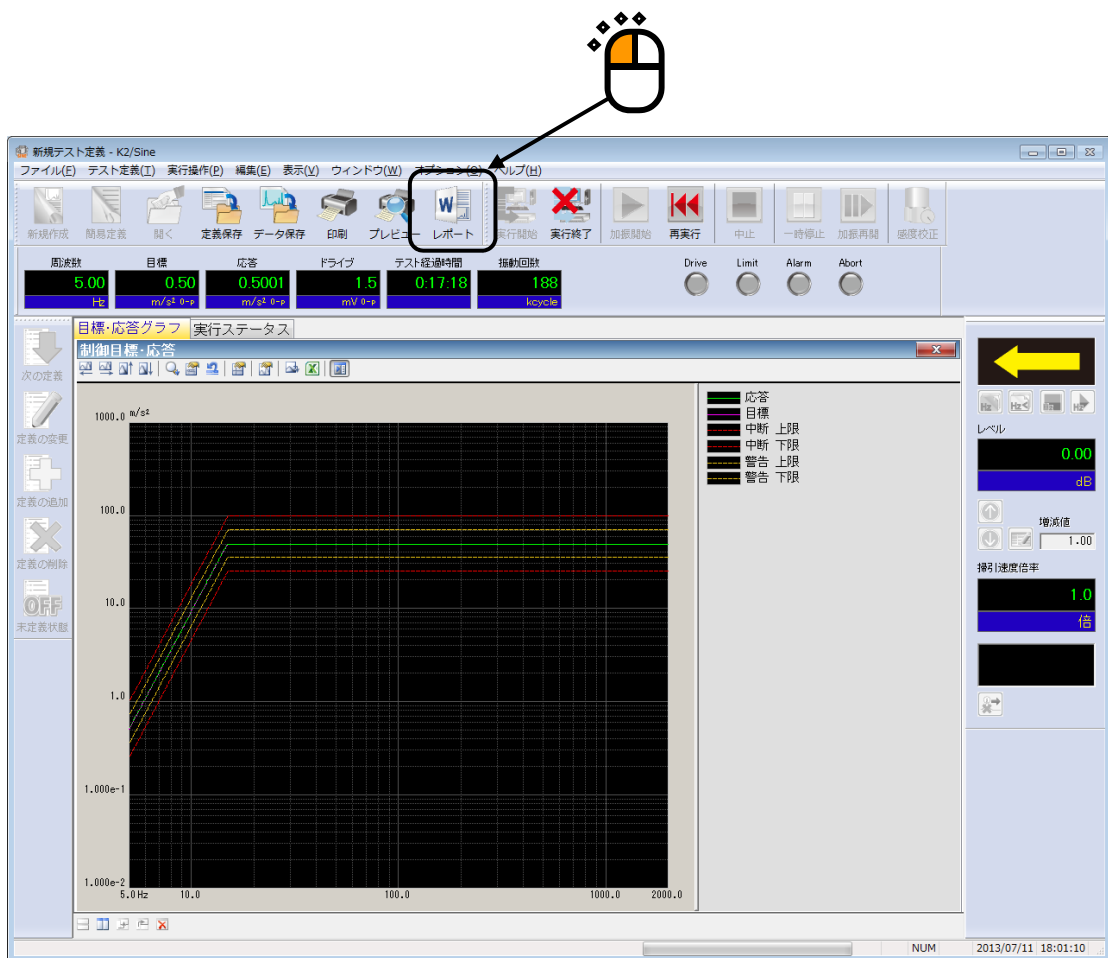 新規テスト定義 - K2/Sine
ファイル(F) テスト定義(T) 実行操作(P) 編集(E) 表示(V) ウィンドウ(W) オプション(O) ヘルプ(H)
新規作成 簡易定義 開く 定義保存 データ保存 印刷 プレビュー レポート 実行開始 実行終了 加振開始 再実行 中止 一時停止 加振再開 感度校正
周波数 目標 応答 ドライブ テスト経過時間 振動回数 Drive Limit Alarm Abort
5.00 0.50 0.5001 1.5 0:17:18 188
Hz m/s² 0-P m/s² 0-P mV 0-P kcycle
目標・応答グラフ 実行ステータス
制御目標・応答
次の定義
定義の変更
定義の追加
定義の削除
OFF
未定義状態
1000.0 m/s²
100.0
10.0
1.0
1.000e-1
1.000e-2
5.0Hz 10.0 100.0 1000.0 2000.0
応答
目標
中断 上限
中断 下限
警告 上限
警告 下限
レベル
0.00
dB
増減値
1.00
掃引速度倍率
1.0
倍
NUM 2013/07/11 18:01:10